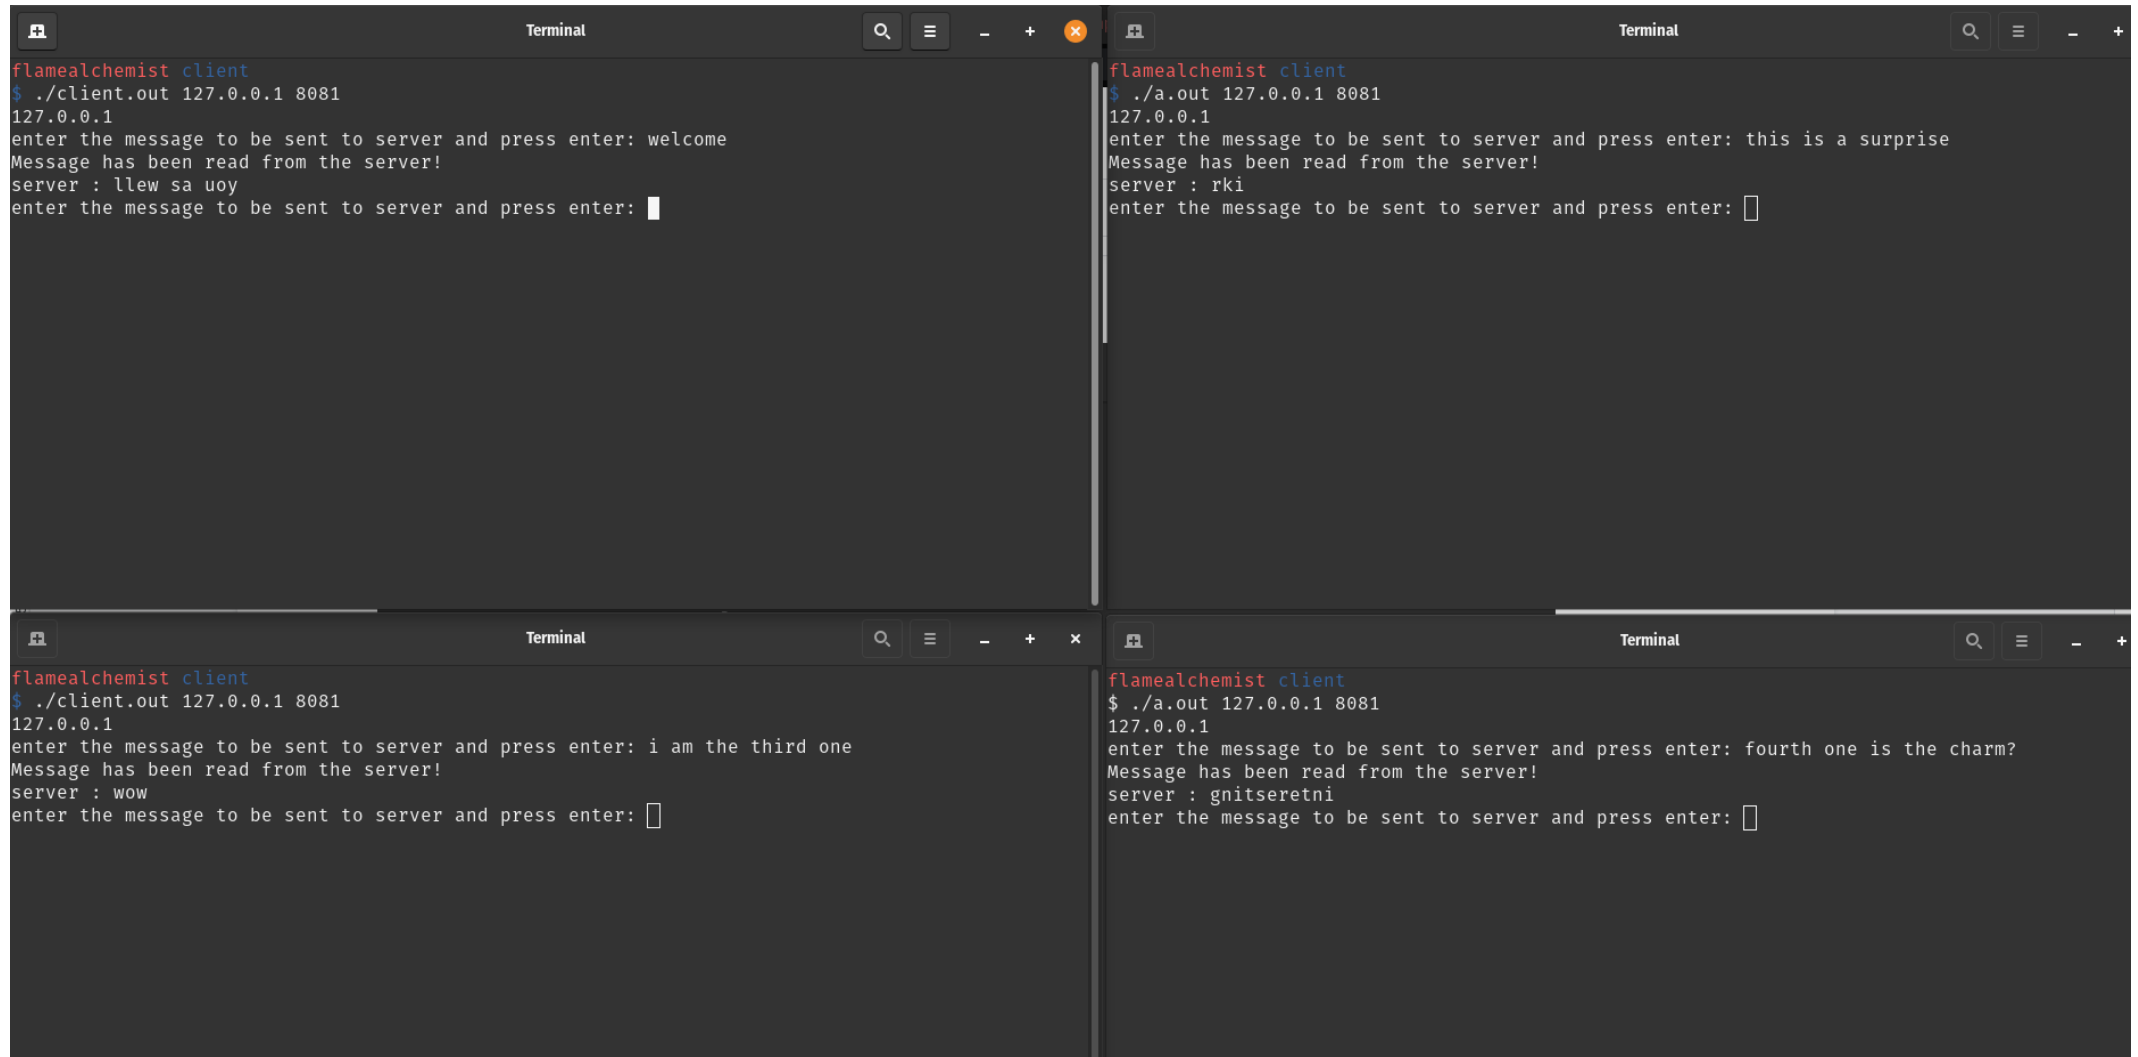 Terminal
flamealchemist client
$ ./client.out 127.0.0.1 8081
127.0.0.1
enter the message to be sent to server and press enter: welcome
Message has been read from the server!
server : llew sa uoy
enter the message to be sent to server and press enter:
Terminal
flamealchemist client
$ ./a.out 127.0.0.1 8081
127.0.0.1
enter the message to be sent to server and press enter: this is a surprise
Message has been read from the server!
server : rki
enter the message to be sent to server and press enter:
Terminal
flamealchemist client
$ ./client.out 127.0.0.1 8081
127.0.0.1
enter the message to be sent to server and press enter: i am the third one
Message has been read from the server!
server : wow
enter the message to be sent to server and press enter:
Terminal
flamealchemist client
$ ./a.out 127.0.0.1 8081
127.0.0.1
enter the message to be sent to server and press enter: fourth one is the charm?
Message has been read from the server!
server : gnitseretni
enter the message to be sent to server and press enter: